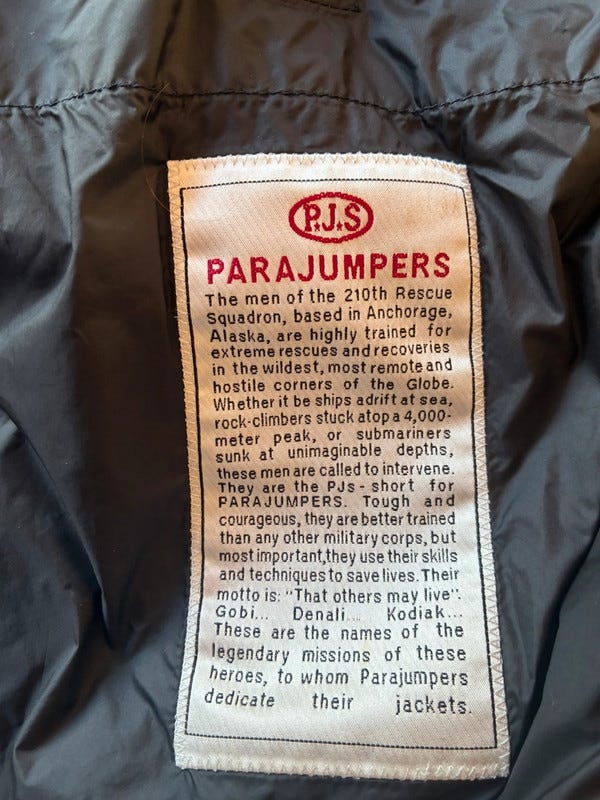 P.J.S
PARAJUMPERS
The men of the 210th Rescue
Squadron, based in Anchorage,
Alaska, are highly trained for
extreme rescues and recoveries
in the wildest, most remote and
hostile corners of the Globe.
Whether it be ships adrift at sea,
rock-climbers stuck atop a 4,000-
meter peak, or submariners
sunk at unimaginable depths,
these men are called to intervene.
They are the PJs - short for
PARAJUMPERS. Tough and
courageous, they are better trained
than any other military corps, but
most important,they use their skills
and techniques to save lives. Their
motto is: "That others may live".
Gobi... Denali... Kodiak...
These are the names of the
legendary missions of these
heroes, to whom Parajumpers
dedicate their jackets.